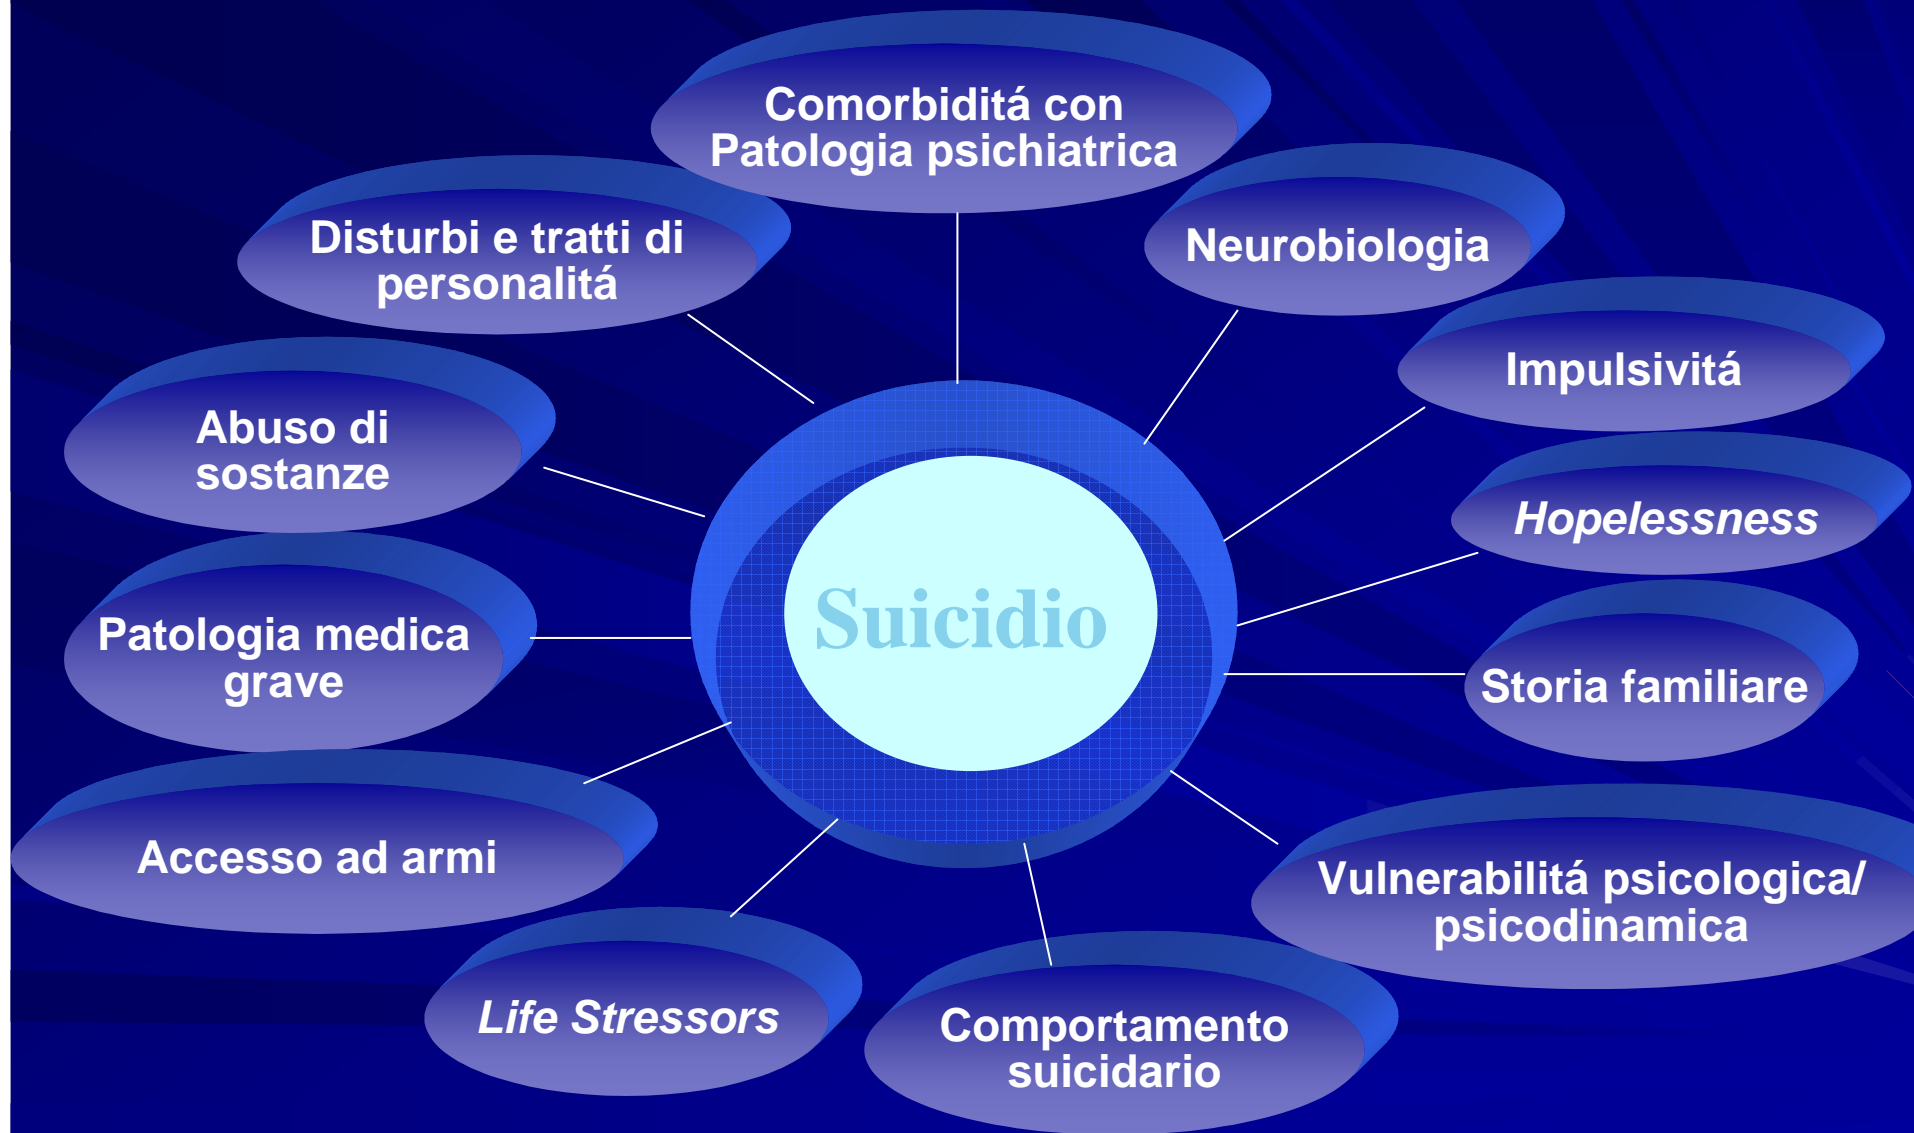 Comorbiditá con
Patologia psichiatrica
Disturbi e tratti di
personalitá
Neurobiologia
Impulsivitá
Abuso di
sostanze
Hopelessness
Suicidio
Patologia medica
grave
Storia familiare
Accesso ad armi
Vulnerabilitá psicologica/
psicodinamica
Life Stressors
Comportamento
suicidario